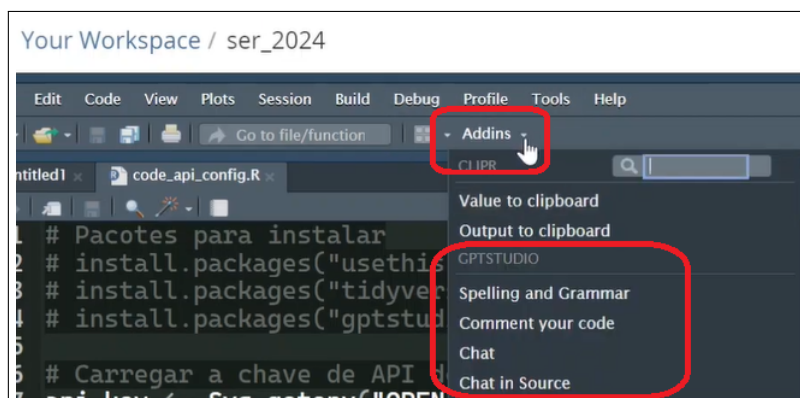 Your Workspace / ser_2024
Edit Code View Plots Session Build Debug Profile Tools Help
Go to file/function Addins
ntitled1 code_api_config.R
CLIPR
Value to clipboard
Output to clipboard
GPTSTUDIO
Spelling and Grammar
Comment your code
Chat
Chat in Source
1 # Pacotes para instalar
2 # install.packages("usethis
3 # install.packages("tidyver
4 # install.packages("gptstud
5
6 # Carregar a chave de API d